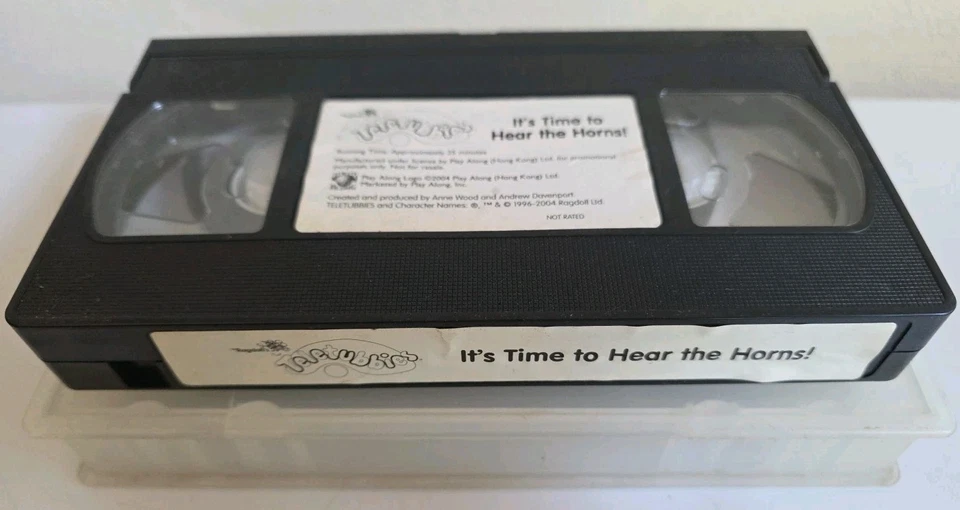 Teletubbies
It's Time to
Hear the Horns!
Running Time: Approximately 25 minutes
Manufactured under license by Play Along (Hong Kong) Ltd. for promotional
purposes only. Not for resale.
Play Along Logo ©2004 Play Along (Hong Kong) Ltd.
Marketed by Play Along, Inc.
Created and produced by Anne Wood and Andrew Davenport.
TELETUBBIES and Character Names: ®, ™ & © 1996-2004 Ragdoll Ltd.
NOT RATED
Teletubbies It's Time to Hear the Horns!